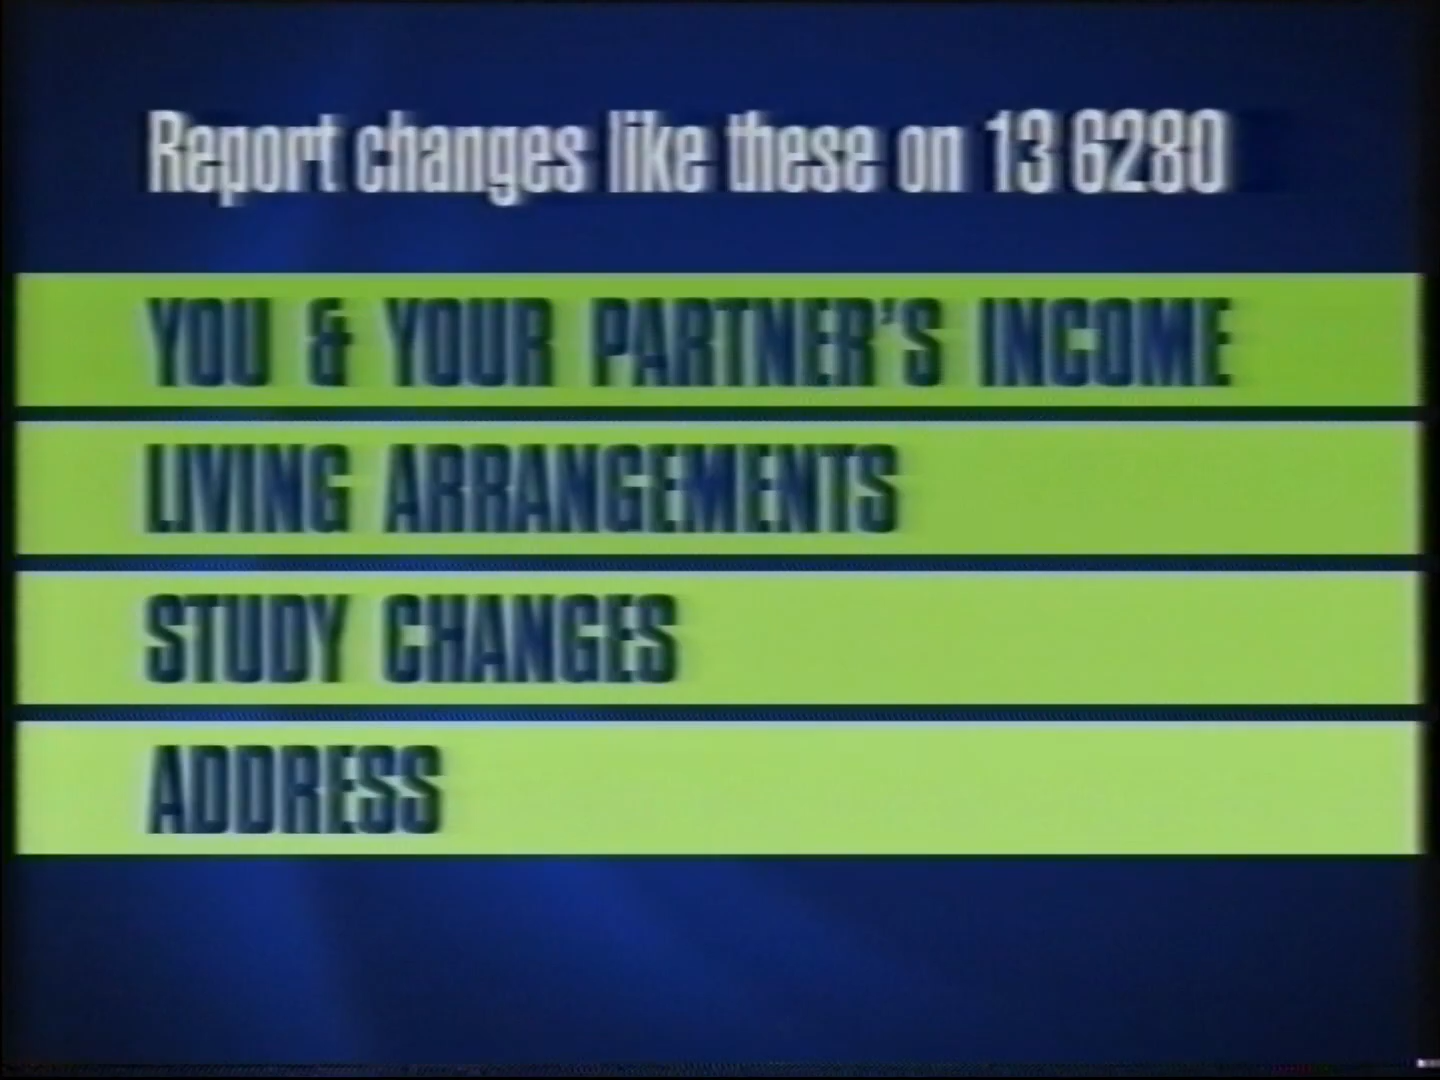 Report changes like these on 13 6280
YOU & YOUR PARTNER'S INCOME
LIVING ARRANGEMENTS
STUDY CHANGES
ADDRESS